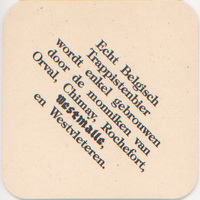 Echt Belgisch
Trappistenbier
wordt enkel gebrouwen
door de monniken van
Orval, Chimay, Rochefort,
Westmalle,
en Westvleteren.